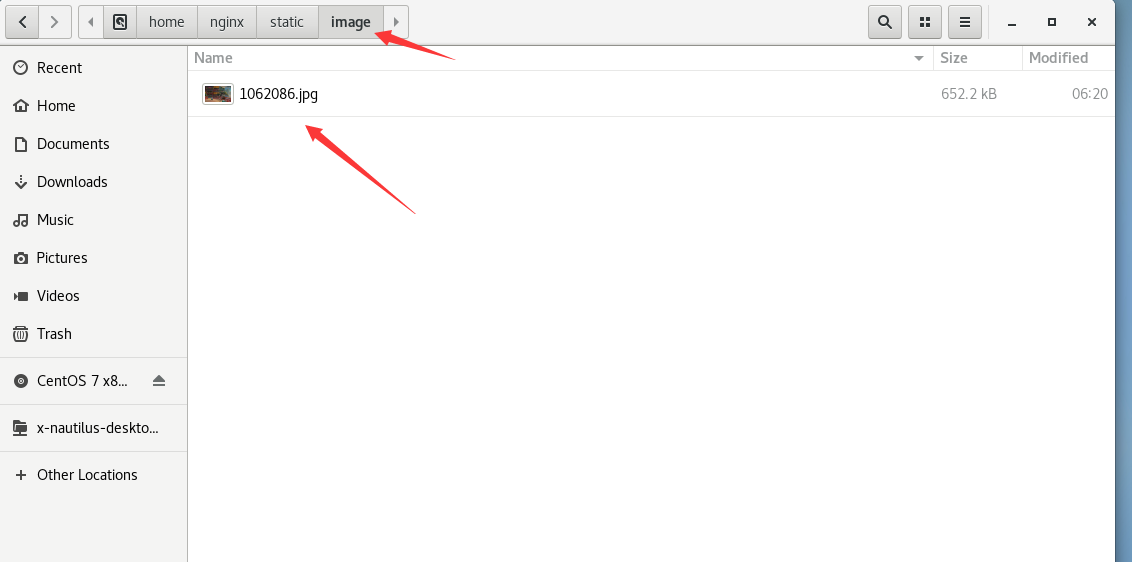 home nginx static image
Name Size Modified
1062086.jpg 652.2 kB 06:20
Recent
Home
Documents
Downloads
Music
Pictures
Videos
Trash
CentOS 7 x8...
x-nautilus-deskto...
Other Locations